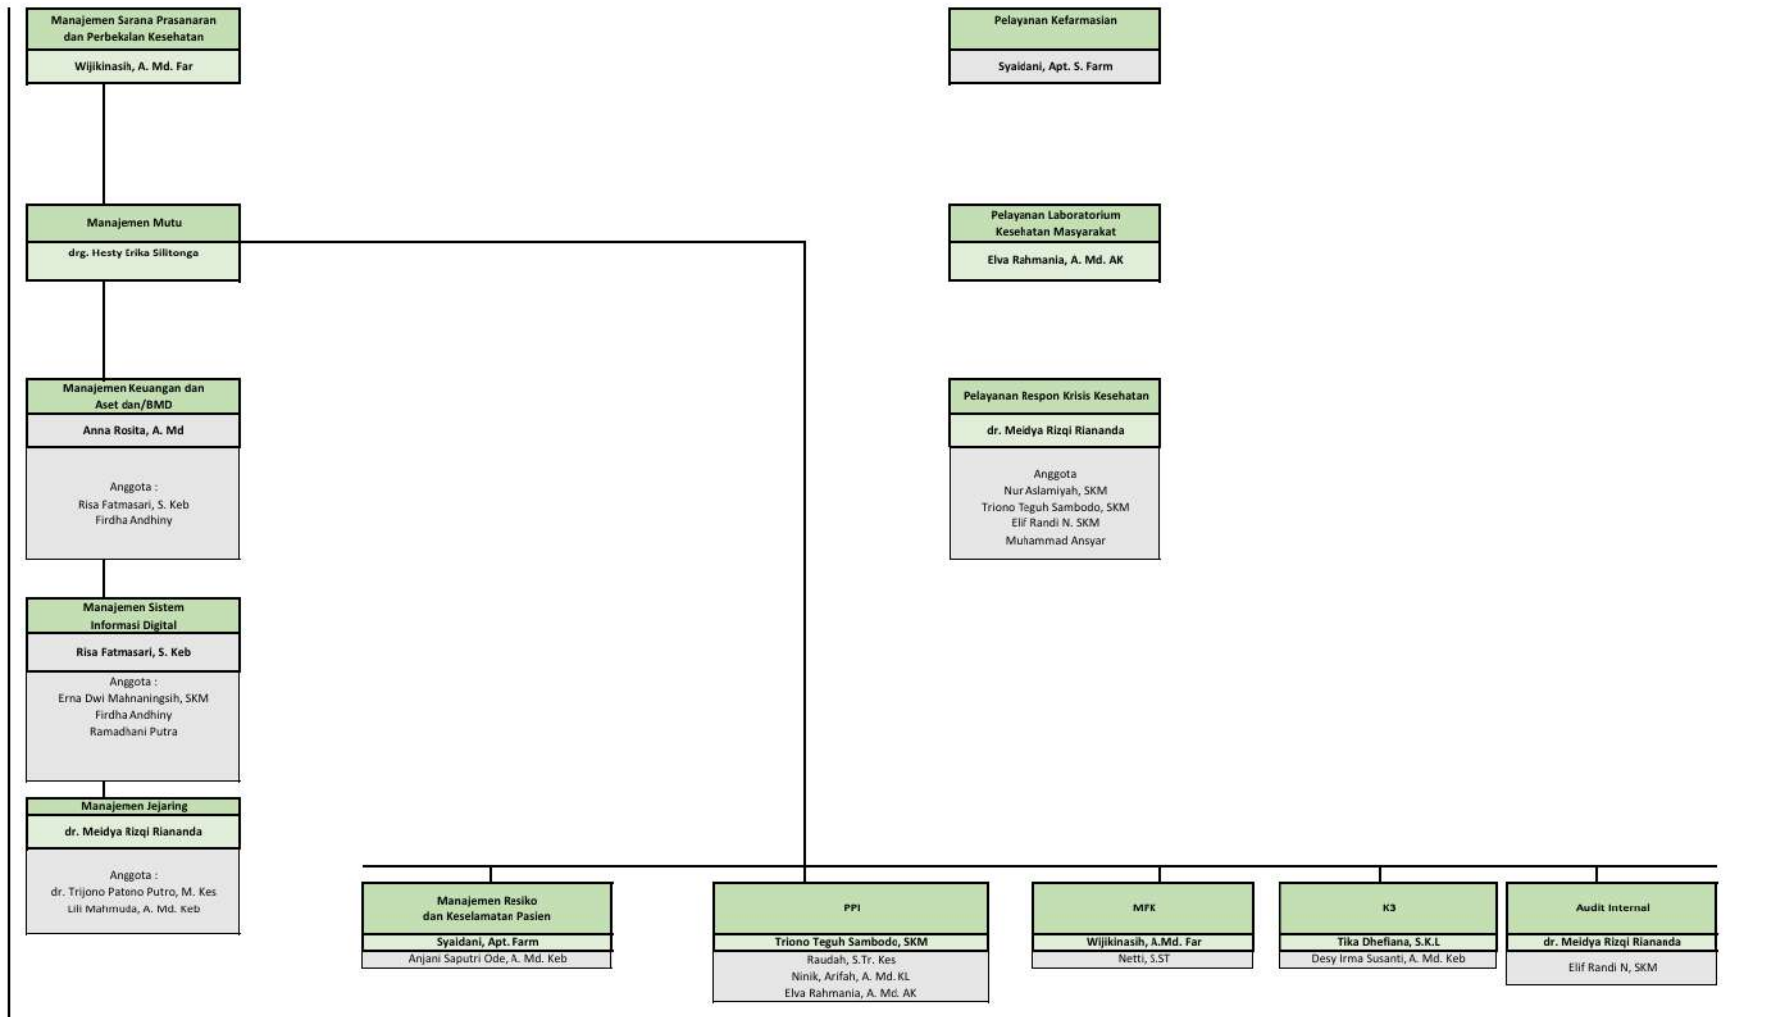 Manajemen Sarana Prasanaran
dan Perbekalan Kesehatan
Wijikinasih, A. Md. Far
Pelayanan Kefarmasian
Syaidani, Apt. S. Farm
Manajemen Mutu
drg. Hesty Erika Silitonga
Pelayanan Laboratorium
Kesehatan Masyarakat
Elva Rahmania, A. Md. AK
Manajemen Keuangan dan
Aset dan/BMD
Anna Rosita, A. Md
Anggota :
Risa Fatmasari, S. Keb
Firdha Andhiny
Pelayanan Respon Krisis Kesehatan
dr. Meidya Rizqi Riananda
Anggota
Nur Aslamiyah, SKM
Triono Teguh Sambodo, SKM
Elif Randi N. SKM
Muhammad Ansyar
Manajemen Sistem
Informasi Digital
Risa Fatmasari, S. Keb
Anggota :
Erna Dwi Mahnaningsih, SKM
Firdha Andhiny
Ramadhani Putra
Manajemen Jejaring
dr. Meidya Rizqi Riananda
Anggota :
dr. Trijono Patono Putro, M. Kes
Lili Mahmuda, A. Md. Keb
Manajemen Resiko
dan Keselamatan Pasien
Syaidani, Apt. Farm
Anjani Saputri Ode, A. Md. Keb
PPI
Triono Teguh Sambodo, SKM
Raudah, S.Tr. Kes
Ninik, Arifah, A. Md. KL
Elva Rahmania, A. Md. AK
MFK
Wijikinasih, A.Md. Far
Netti, S.ST
K3
Tika Dhefiana, S.K.L
Desy Irma Susanti, A. Md. Keb
Audit Internal
dr. Meidya Rizqi Riananda
Elif Randi N, SKM